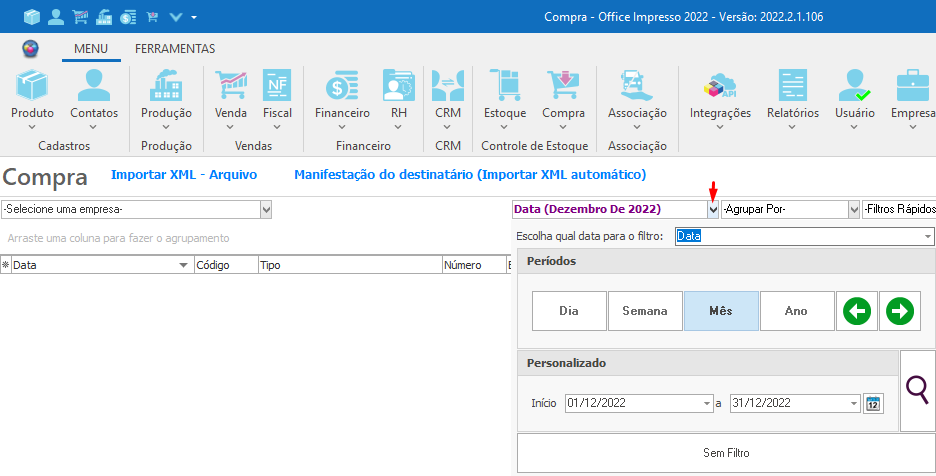 Compra - Office Impresso 2022 - Versão: 2022.2.1.106
MENU FERRAMENTAS
NF API
Produto Contatos Produção Venda Fiscal Financeiro RH CRM Estoque Compra Associação Integrações Relatórios Usuário Empresa
Cadastros Produção Vendas Financeiro CRM Controle de Estoque Associação
Compra Importar XML - Arquivo Manifestação do destinatário (Importar XML automático)
-Selecione uma empresa- Data (Dezembro De 2022) -Agrupar Por- -Filtros Rápidos
Arraste uma coluna para fazer o agrupamento Escolha qual data para o filtro: Data
Data Código Tipo Número
Períodos
Dia Semana Mês Ano
Personalizado
Início 01/12/2022 a 31/12/2022 12
Sem Filtro